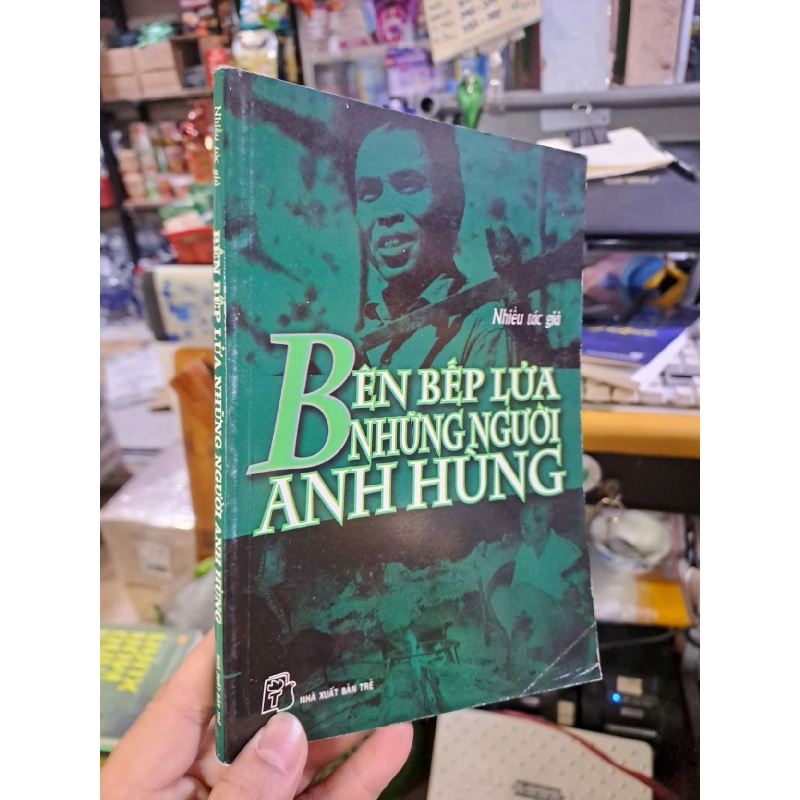 Nhiều tác giả
BÊN BẾP LỬA
NHỮNG NGƯỜI
ANH HÙNG
NHÀ XUẤT BẢN TRẺ
Nhiều tác giả
BÊN BẾP LỬA NHỮNG NGƯỜI ANH HÙNG